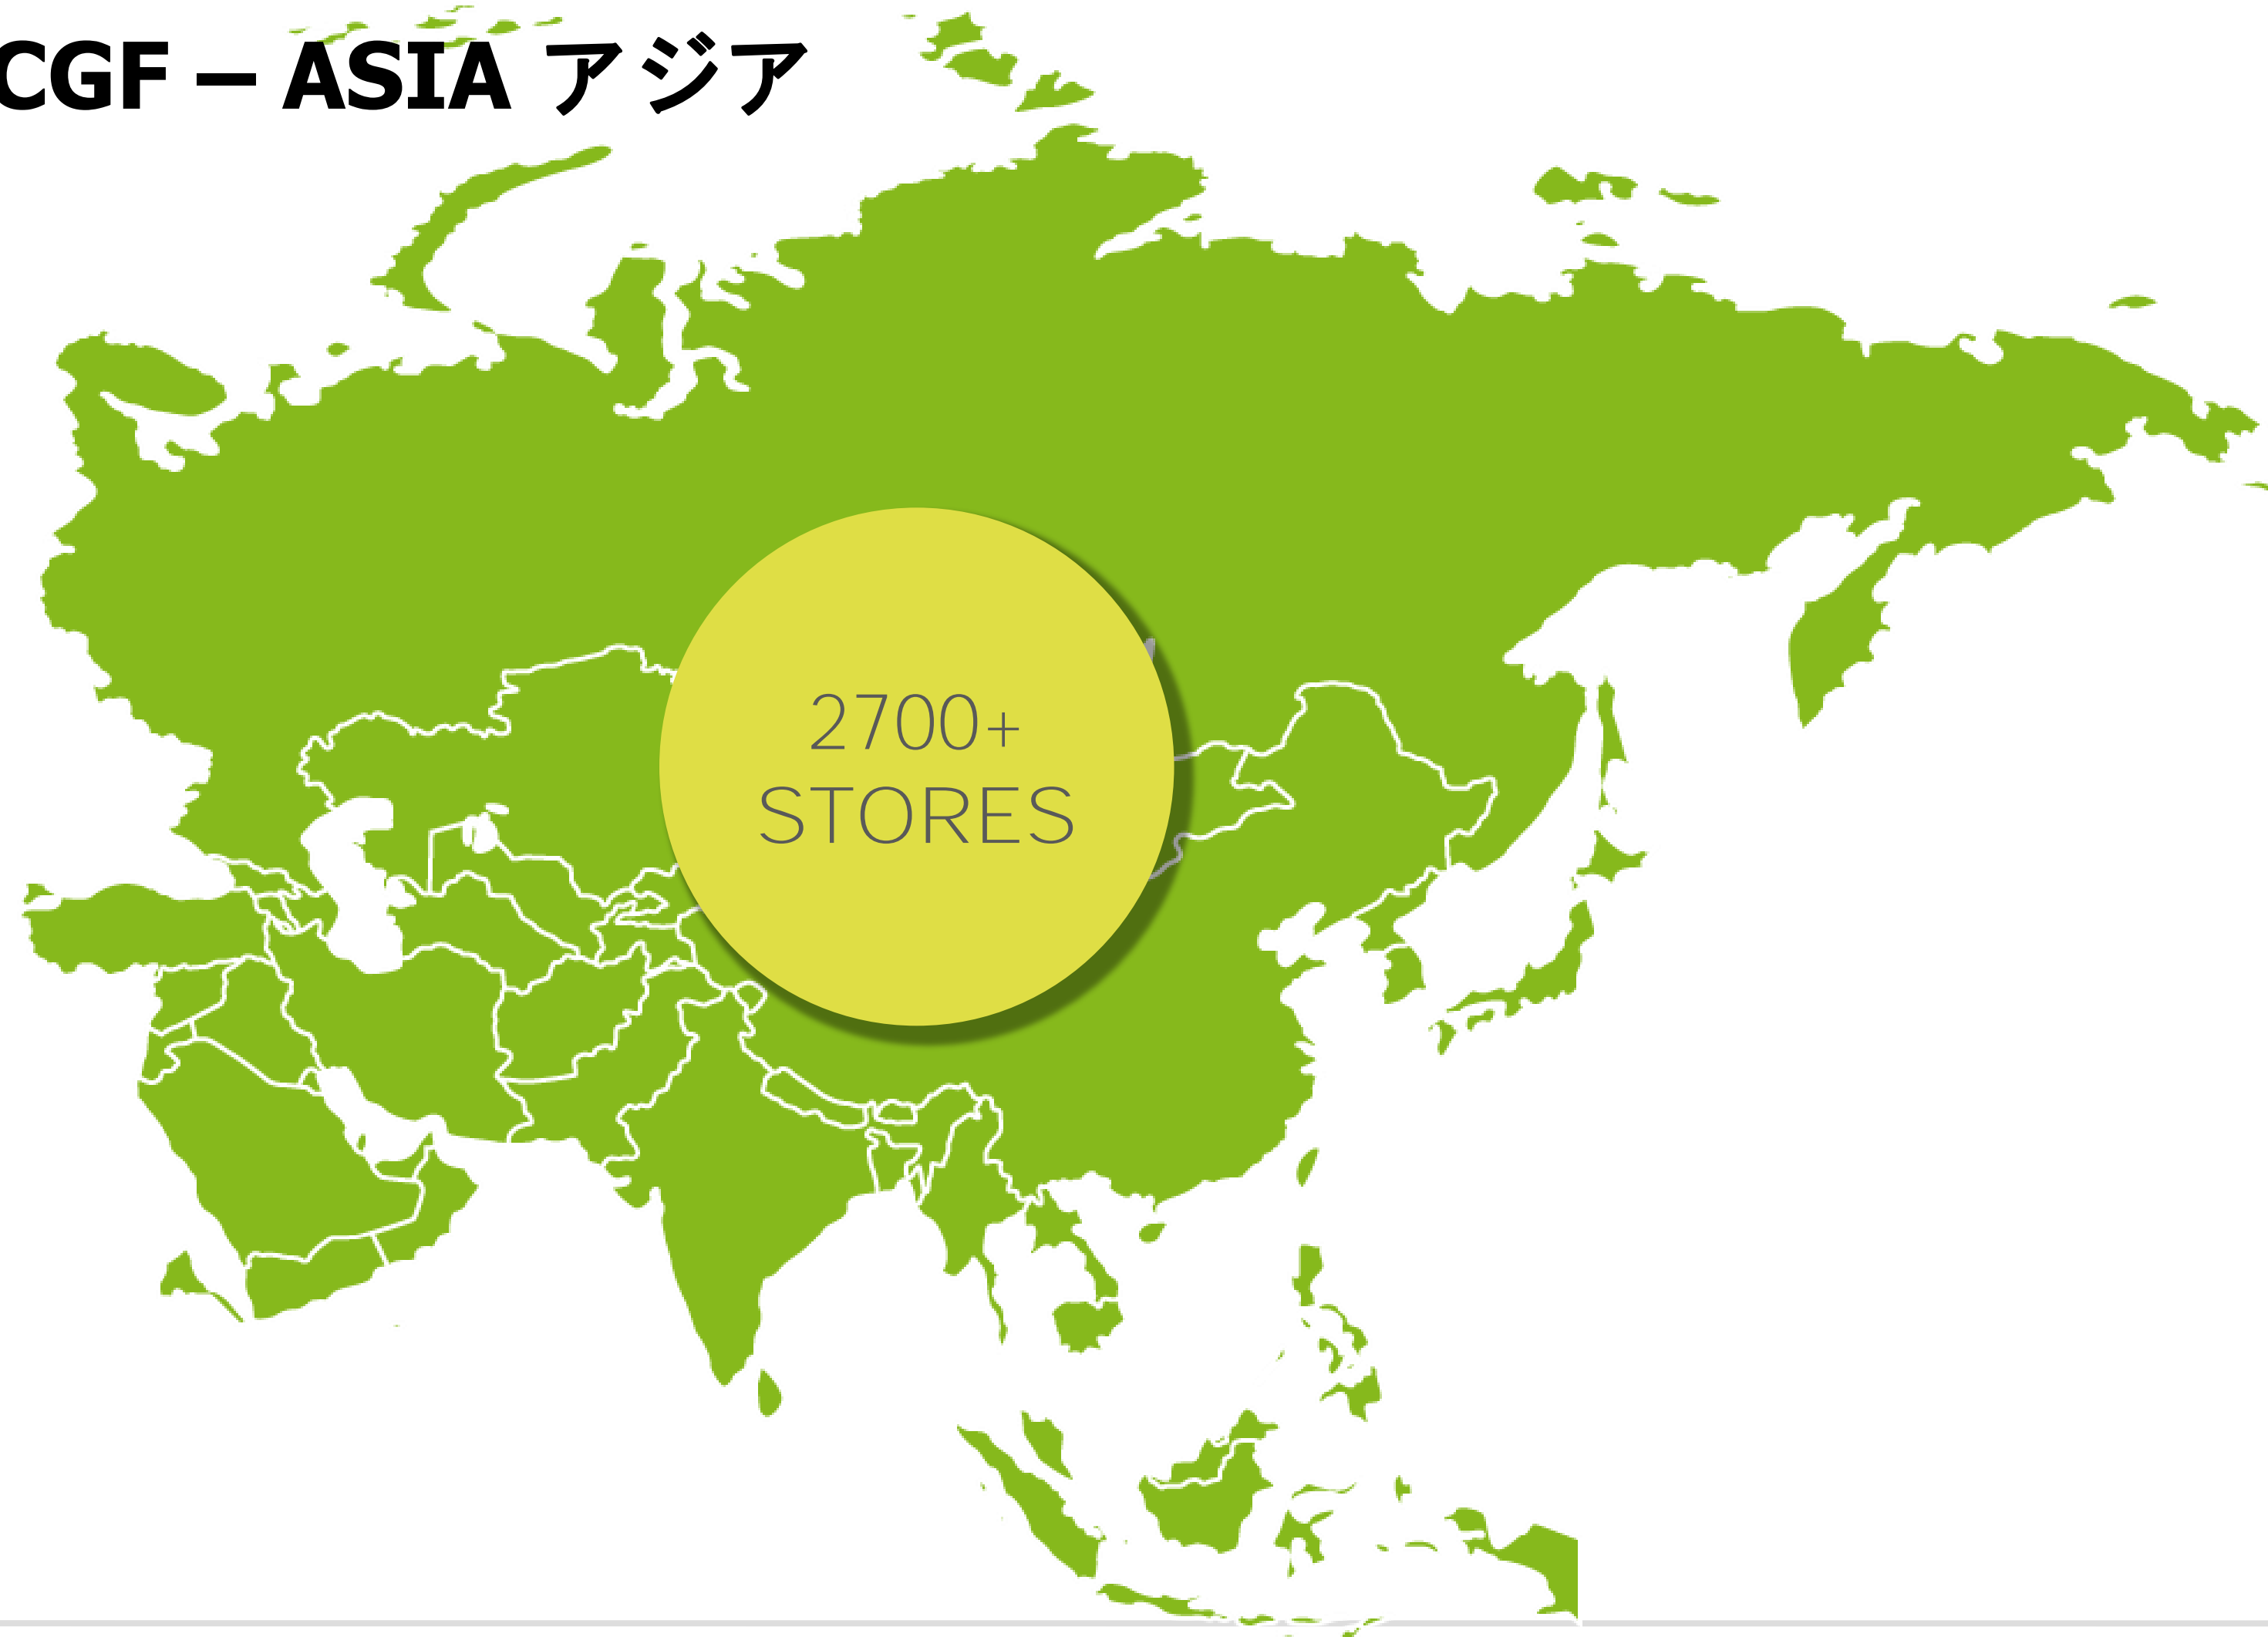 CGF – ASIA アジア
2700+
STORES